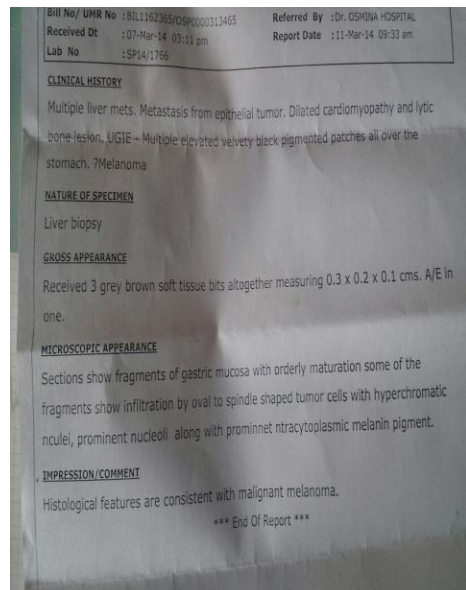 Bill No/ UMR No : BIL1162365/OSP0000313465 Referred By : Dr. OSMINA HOSPITAL
Received Dt : 07-Mar-14 03:11 pm Report Date : 11-Mar-14 09:33 am
Lab No : SP14/1766
CLINICAL HISTORY
Multiple liver mets. Metastasis from epithelial tumor. Dilated cardiomyopathy and lytic
bone lesion. UGIE - Multiple elevated velvety black pigmented patches all over the
stomach. ?Melanoma
NATURE OF SPECIMEN
Liver biopsy
GROSS APPEARANCE
Received 3 grey brown soft tissue bits altogether measuring 0.3 x 0.2 x 0.1 cms. A/E in
one.
MICROSCOPIC APPEARANCE
Sections show fragments of gastric mucosa with orderly maturation some of the
fragments show infiltration by oval to spindle shaped tumor cells with hyperchromatic
nculei, prominent nucleoli along with prominnet ntracytoplasmic melanin pigment.
IMPRESSION/COMMENT
Histological features are consistent with malignant melanoma.
*** End Of Report ***